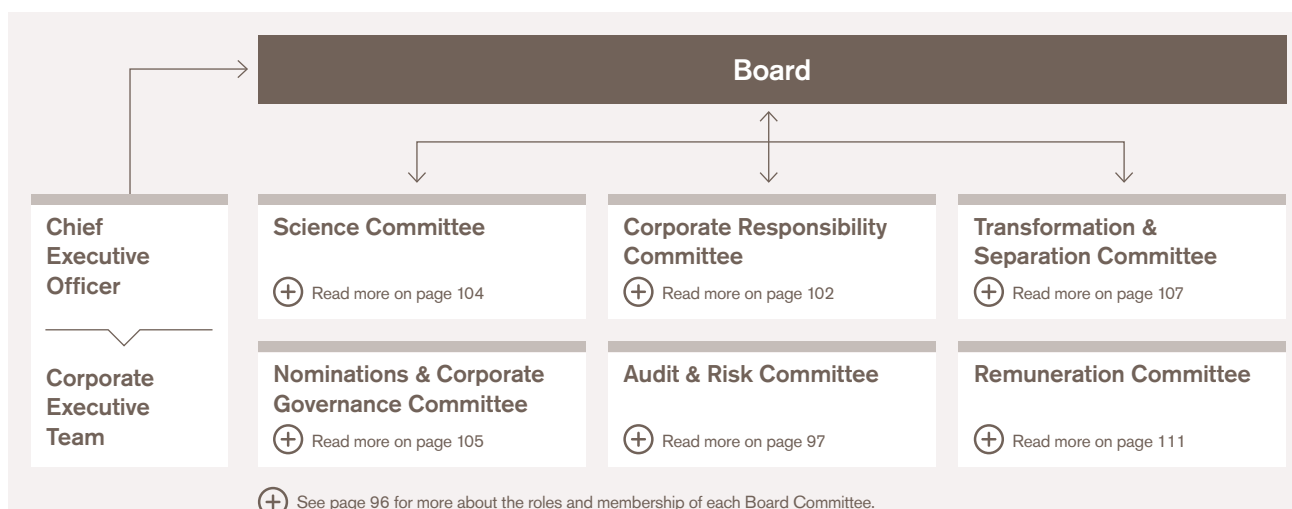 Board
Chief
Executive
Officer
Corporate
Executive
Team
Science Committee
Read more on page 104
Corporate Responsibility
Committee
Read more on page 102
Transformation &
Separation Committee
Read more on page 107
Nominations & Corporate
Governance Committee
Read more on page 105
Audit & Risk Committee
Read more on page 97
Remuneration Committee
Read more on page 111
See page 96 for more about the roles and membership of each Board Committee.